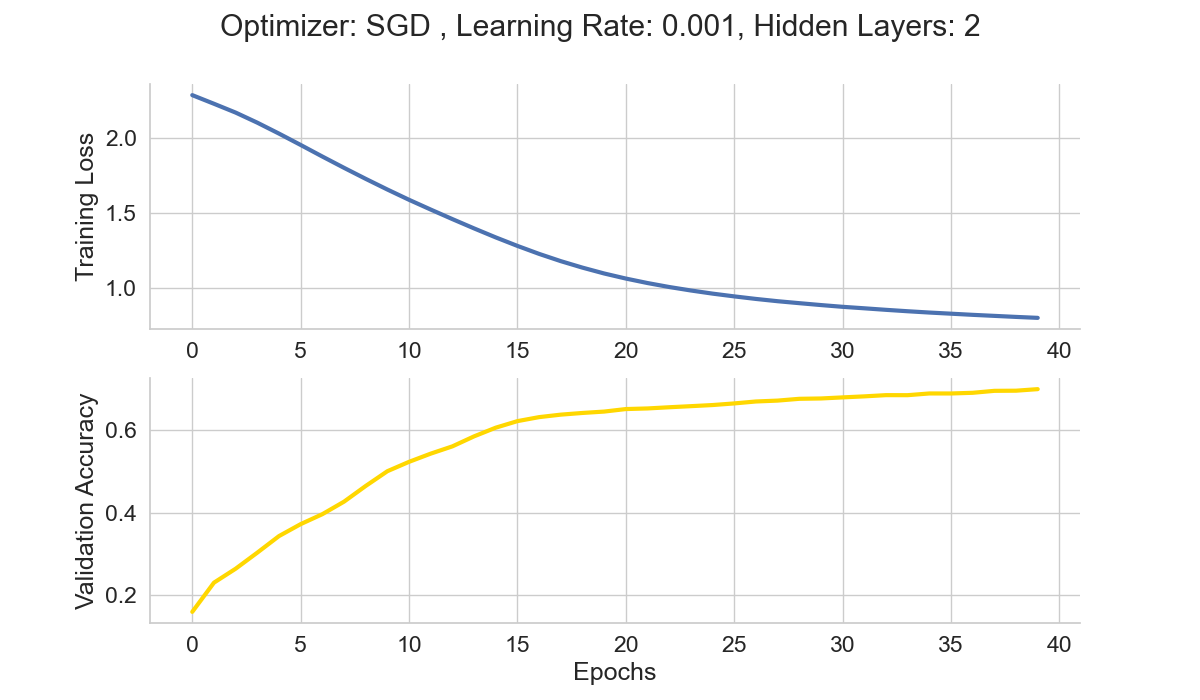 Optimizer: SGD , Learning Rate: 0.001, Hidden Layers: 2
Training Loss
2.0
1.5
1.0
0 5 10 15 20 25 30 35 40
Validation Accuracy
0.6
0.4
0.2
0 5 10 15 20 25 30 35 40
Epochs